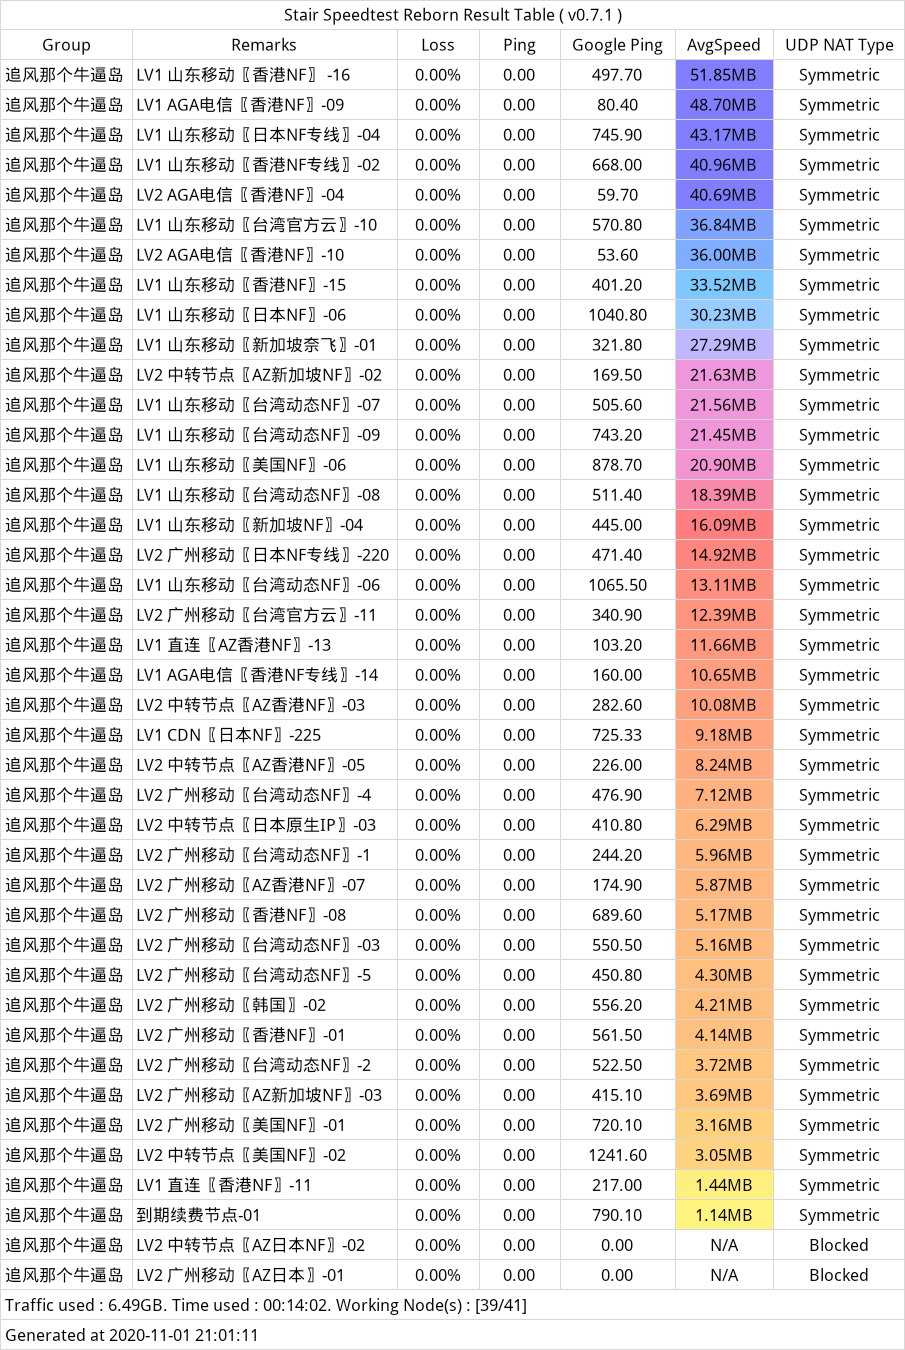 Stair Speedtest Reborn Result Table ( v0.7.1 )
Group Remarks Loss Ping Google Ping AvgSpeed UDP NAT Type
追风那个牛逼岛 LV1 山东移动〖香港NF〗 -16 0.00% 0.00 497.70 51.85MB Symmetric
追风那个牛逼岛 LV1 AGA电信〖香港NF〗-09 0.00% 0.00 80.40 48.70MB Symmetric
追风那个牛逼岛 LV1 山东移动〖日本NF专线〗-04 0.00% 0.00 745.90 43.17MB Symmetric
追风那个牛逼岛 LV1 山东移动〖香港NF专线〗-02 0.00% 0.00 668.00 40.96MB Symmetric
追风那个牛逼岛 LV2 AGA电信〖香港NF〗-04 0.00% 0.00 59.70 40.69MB Symmetric
追风那个牛逼岛 LV1 山东移动〖台湾官方云〗-10 0.00% 0.00 570.80 36.84MB Symmetric
追风那个牛逼岛 LV2 AGA电信〖香港NF〗-10 0.00% 0.00 53.60 36.00MB Symmetric
追风那个牛逼岛 LV1 山东移动〖香港NF〗-15 0.00% 0.00 401.20 33.52MB Symmetric
追风那个牛逼岛 LV1 山东移动〖日本NF〗-06 0.00% 0.00 1040.80 30.23MB Symmetric
追风那个牛逼岛 LV1 山东移动〖新加坡奈飞〗-01 0.00% 0.00 321.80 27.29MB Symmetric
追风那个牛逼岛 LV2 中转节点〖AZ新加坡NF〗-02 0.00% 0.00 169.50 21.63MB Symmetric
追风那个牛逼岛 LV1 山东移动〖台湾动态NF〗-07 0.00% 0.00 505.60 21.56MB Symmetric
追风那个牛逼岛 LV1 山东移动〖台湾动态NF〗-09 0.00% 0.00 743.20 21.45MB Symmetric
追风那个牛逼岛 LV1 山东移动〖美国NF〗-06 0.00% 0.00 878.70 20.90MB Symmetric
追风那个牛逼岛 LV1 山东移动〖台湾动态NF〗-08 0.00% 0.00 511.40 18.39MB Symmetric
追风那个牛逼岛 LV1 山东移动〖新加坡NF〗-04 0.00% 0.00 445.00 16.09MB Symmetric
追风那个牛逼岛 LV2 广州移动〖日本NF专线〗-220 0.00% 0.00 471.40 14.92MB Symmetric
追风那个牛逼岛 LV1 山东移动〖台湾动态NF〗-06 0.00% 0.00 1065.50 13.11MB Symmetric
追风那个牛逼岛 LV2 广州移动〖台湾官方云〗-11 0.00% 0.00 340.90 12.39MB Symmetric
追风那个牛逼岛 LV1 直连〖AZ香港NF〗-13 0.00% 0.00 103.20 11.66MB Symmetric
追风那个牛逼岛 LV1 AGA电信〖香港NF专线〗-14 0.00% 0.00 160.00 10.65MB Symmetric
追风那个牛逼岛 LV2 中转节点〖AZ香港NF〗-03 0.00% 0.00 282.60 10.08MB Symmetric
追风那个牛逼岛 LV1 CDN〖日本NF〗-225 0.00% 0.00 725.33 9.18MB Symmetric
追风那个牛逼岛 LV2 中转节点〖AZ香港NF〗-05 0.00% 0.00 226.00 8.24MB Symmetric
追风那个牛逼岛 LV2 广州移动〖台湾动态NF〗-4 0.00% 0.00 476.90 7.12MB Symmetric
追风那个牛逼岛 LV2 中转节点〖日本原生IP〗-03 0.00% 0.00 410.80 6.29MB Symmetric
追风那个牛逼岛 LV2 广州移动〖台湾动态NF〗-1 0.00% 0.00 244.20 5.96MB Symmetric
追风那个牛逼岛 LV2 广州移动〖AZ香港NF〗-07 0.00% 0.00 174.90 5.87MB Symmetric
追风那个牛逼岛 LV2 广州移动〖香港NF〗-08 0.00% 0.00 689.60 5.17MB Symmetric
追风那个牛逼岛 LV2 广州移动〖台湾动态NF〗-03 0.00% 0.00 550.50 5.16MB Symmetric
追风那个牛逼岛 LV2 广州移动〖台湾动态NF〗-5 0.00% 0.00 450.80 4.30MB Symmetric
追风那个牛逼岛 LV2 广州移动〖韩国〗-02 0.00% 0.00 556.20 4.21MB Symmetric
追风那个牛逼岛 LV2 广州移动〖香港NF〗-01 0.00% 0.00 561.50 4.14MB Symmetric
追风那个牛逼岛 LV2 广州移动〖台湾动态NF〗-2 0.00% 0.00 522.50 3.72MB Symmetric
追风那个牛逼岛 LV2 广州移动〖AZ新加坡NF〗-03 0.00% 0.00 415.10 3.69MB Symmetric
追风那个牛逼岛 LV2 广州移动〖美国NF〗-01 0.00% 0.00 720.10 3.16MB Symmetric
追风那个牛逼岛 LV2 中转节点〖美国NF〗-02 0.00% 0.00 1241.60 3.05MB Symmetric
追风那个牛逼岛 LV1 直连〖香港NF〗-11 0.00% 0.00 217.00 1.44MB Symmetric
追风那个牛逼岛 到期续费节点-01 0.00% 0.00 790.10 1.14MB Symmetric
追风那个牛逼岛 LV2 中转节点〖AZ日本NF〗-02 0.00% 0.00 0.00 N/A Blocked
追风那个牛逼岛 LV2 广州移动〖AZ日本〗-01 0.00% 0.00 0.00 N/A Blocked
Traffic used : 6.49GB. Time used : 00:14:02. Working Node(s) : [39/41]
Generated at 2020-11-01 21:01:11